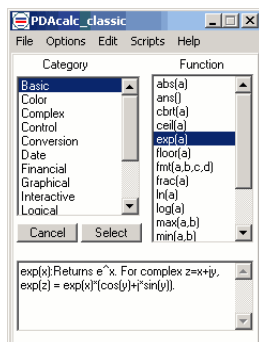 PDAcalc_classic
File Options Edit Scripts Help
Category
Basic
Color
Complex
Control
Conversion
Date
Financial
Graphical
Interactive
Logical
Cancel Select
Function
abs(a)
ans()
cbrt(a)
ceil(a)
exp(a)
floor(a)
fmt(a,b,c,d)
frac(a)
ln(a)
log(a)
max(a,b)
min(a,b)
exp(x):Returns e^x. For complex z=x+jy,
exp(z) = exp(x)*(cos(y)+j*sin(y)).